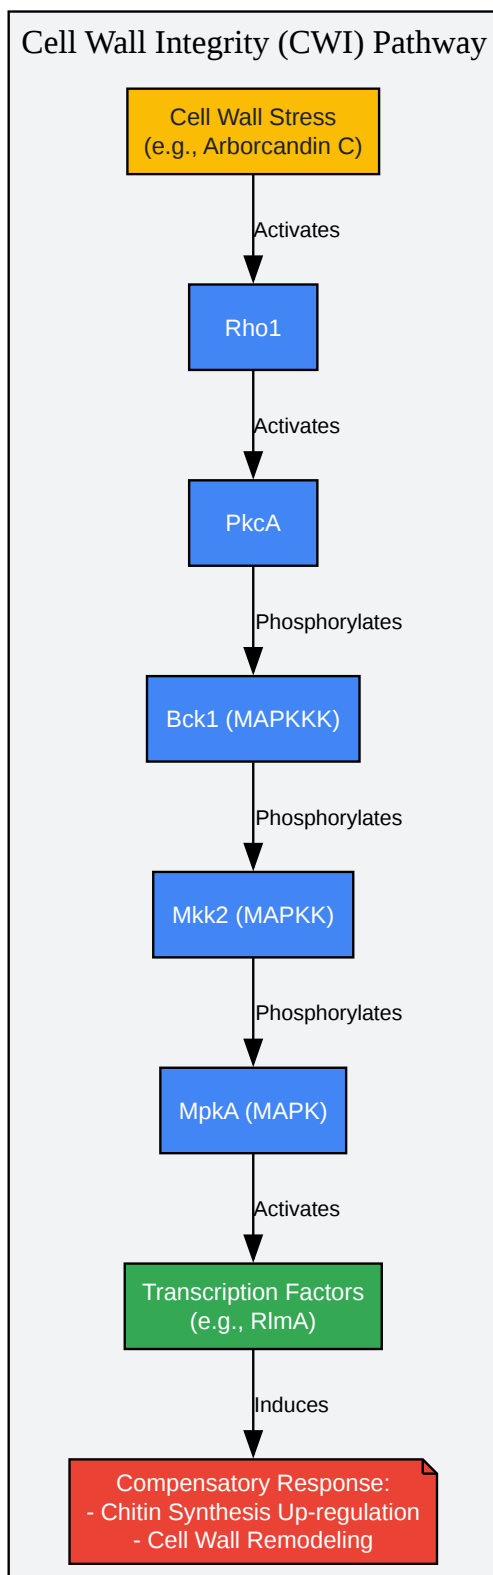 Cell Wall Integrity (CWI) Pathway
Cell Wall Stress
(e.g., Arborcandin C)
Activates
Rho1
Activates
PkcA
Phosphorylates
Bck1 (MAPKKK)
Phosphorylates
Mkk2 (MAPKK)
Phosphorylates
MpkA (MAPK)
Activates
Transcription Factors
(e.g., RlmA)
Induces
Compensatory Response:
- Chitin Synthesis Up-regulation
- Cell Wall Remodeling